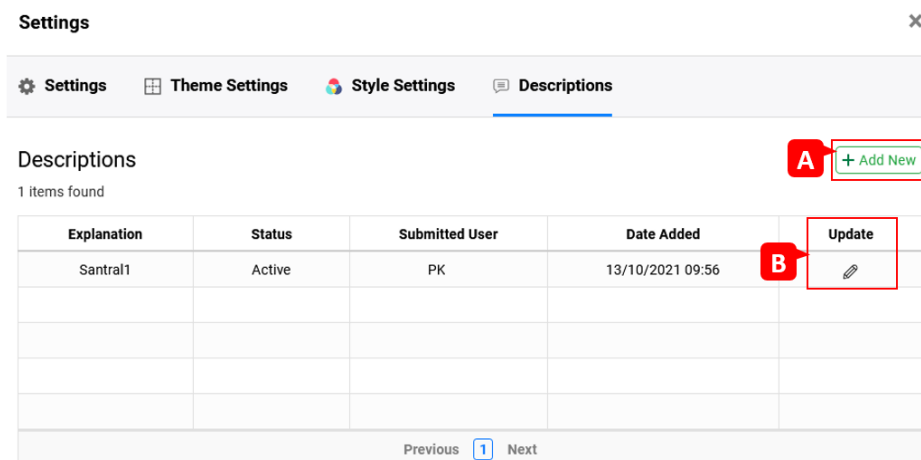 Settings
Settings Theme Settings Style Settings Descriptions
Descriptions
A + Add New
1 items found
Explanation Status Submitted User Date Added Update
Santral1 Active PK 13/10/2021 09:56 B
Previous 1 Next